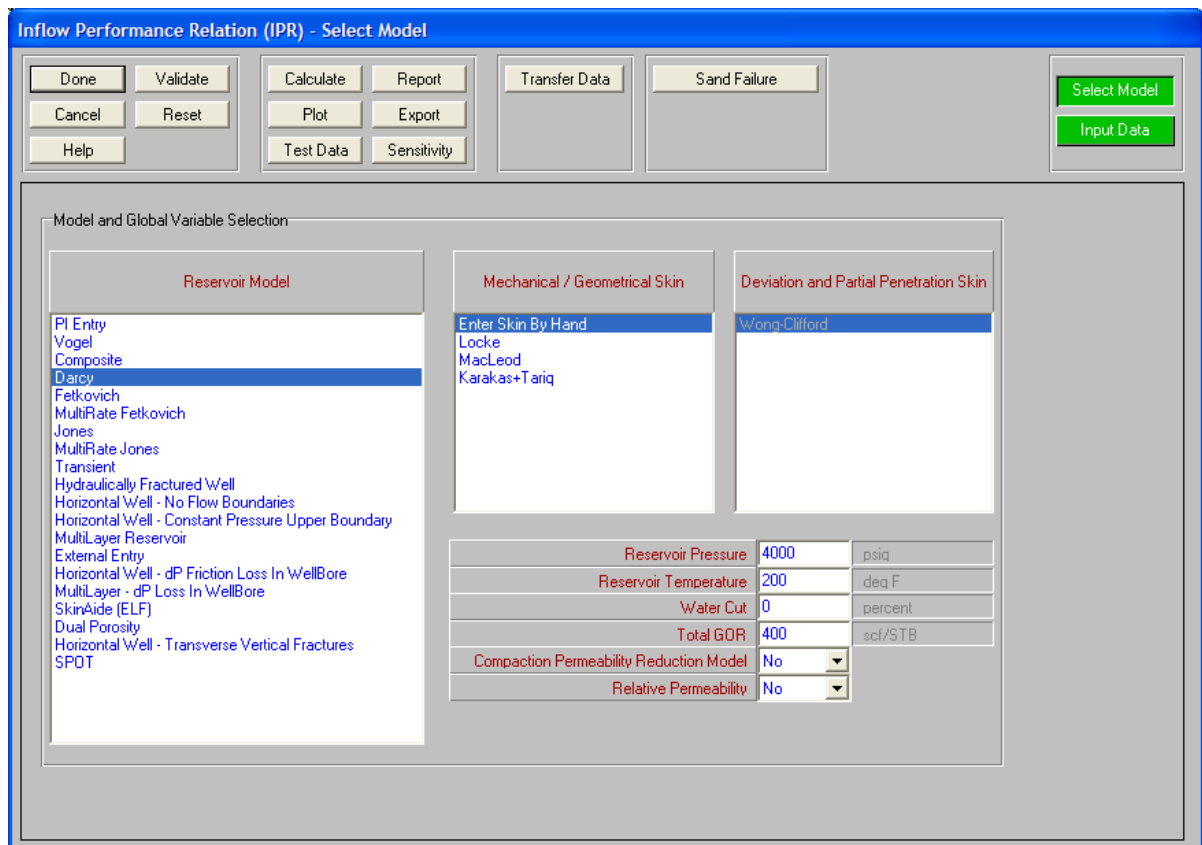 Inflow Performance Relation (IPR) - Select Model
Done Validate Calculate Report Transfer Data Sand Failure Select Model
Cancel Reset Plot Export Input Data
Help Test Data Sensitivity
Model and Global Variable Selection
Reservoir Model
PI Entry
Vogel
Composite
Darcy
Fetkovich
MultiRate Fetkovich
Jones
MultiRate Jones
Transient
Hydraulically Fractured Well
Horizontal Well - No Flow Boundaries
Horizontal Well - Constant Pressure Upper Boundary
MultiLayer Reservoir
External Entry
Horizontal Well - dP Friction Loss In WellBore
MultiLayer - dP Loss In WellBore
SkinAide (ELF)
Dual Porosity
Horizontal Well - Transverse Vertical Fractures
SPOT
Mechanical / Geometrical Skin
Enter Skin By Hand
Locke
MacLeod
Karakas+Tariq
Deviation and Partial Penetration Skin
Wong-Clifford
Reservoir Pressure 4000 psig
Reservoir Temperature 200 deg F
Water Cut 0 percent
Total GOR 400 scf/STB
Compaction Permeability Reduction Model No
Relative Permeability No